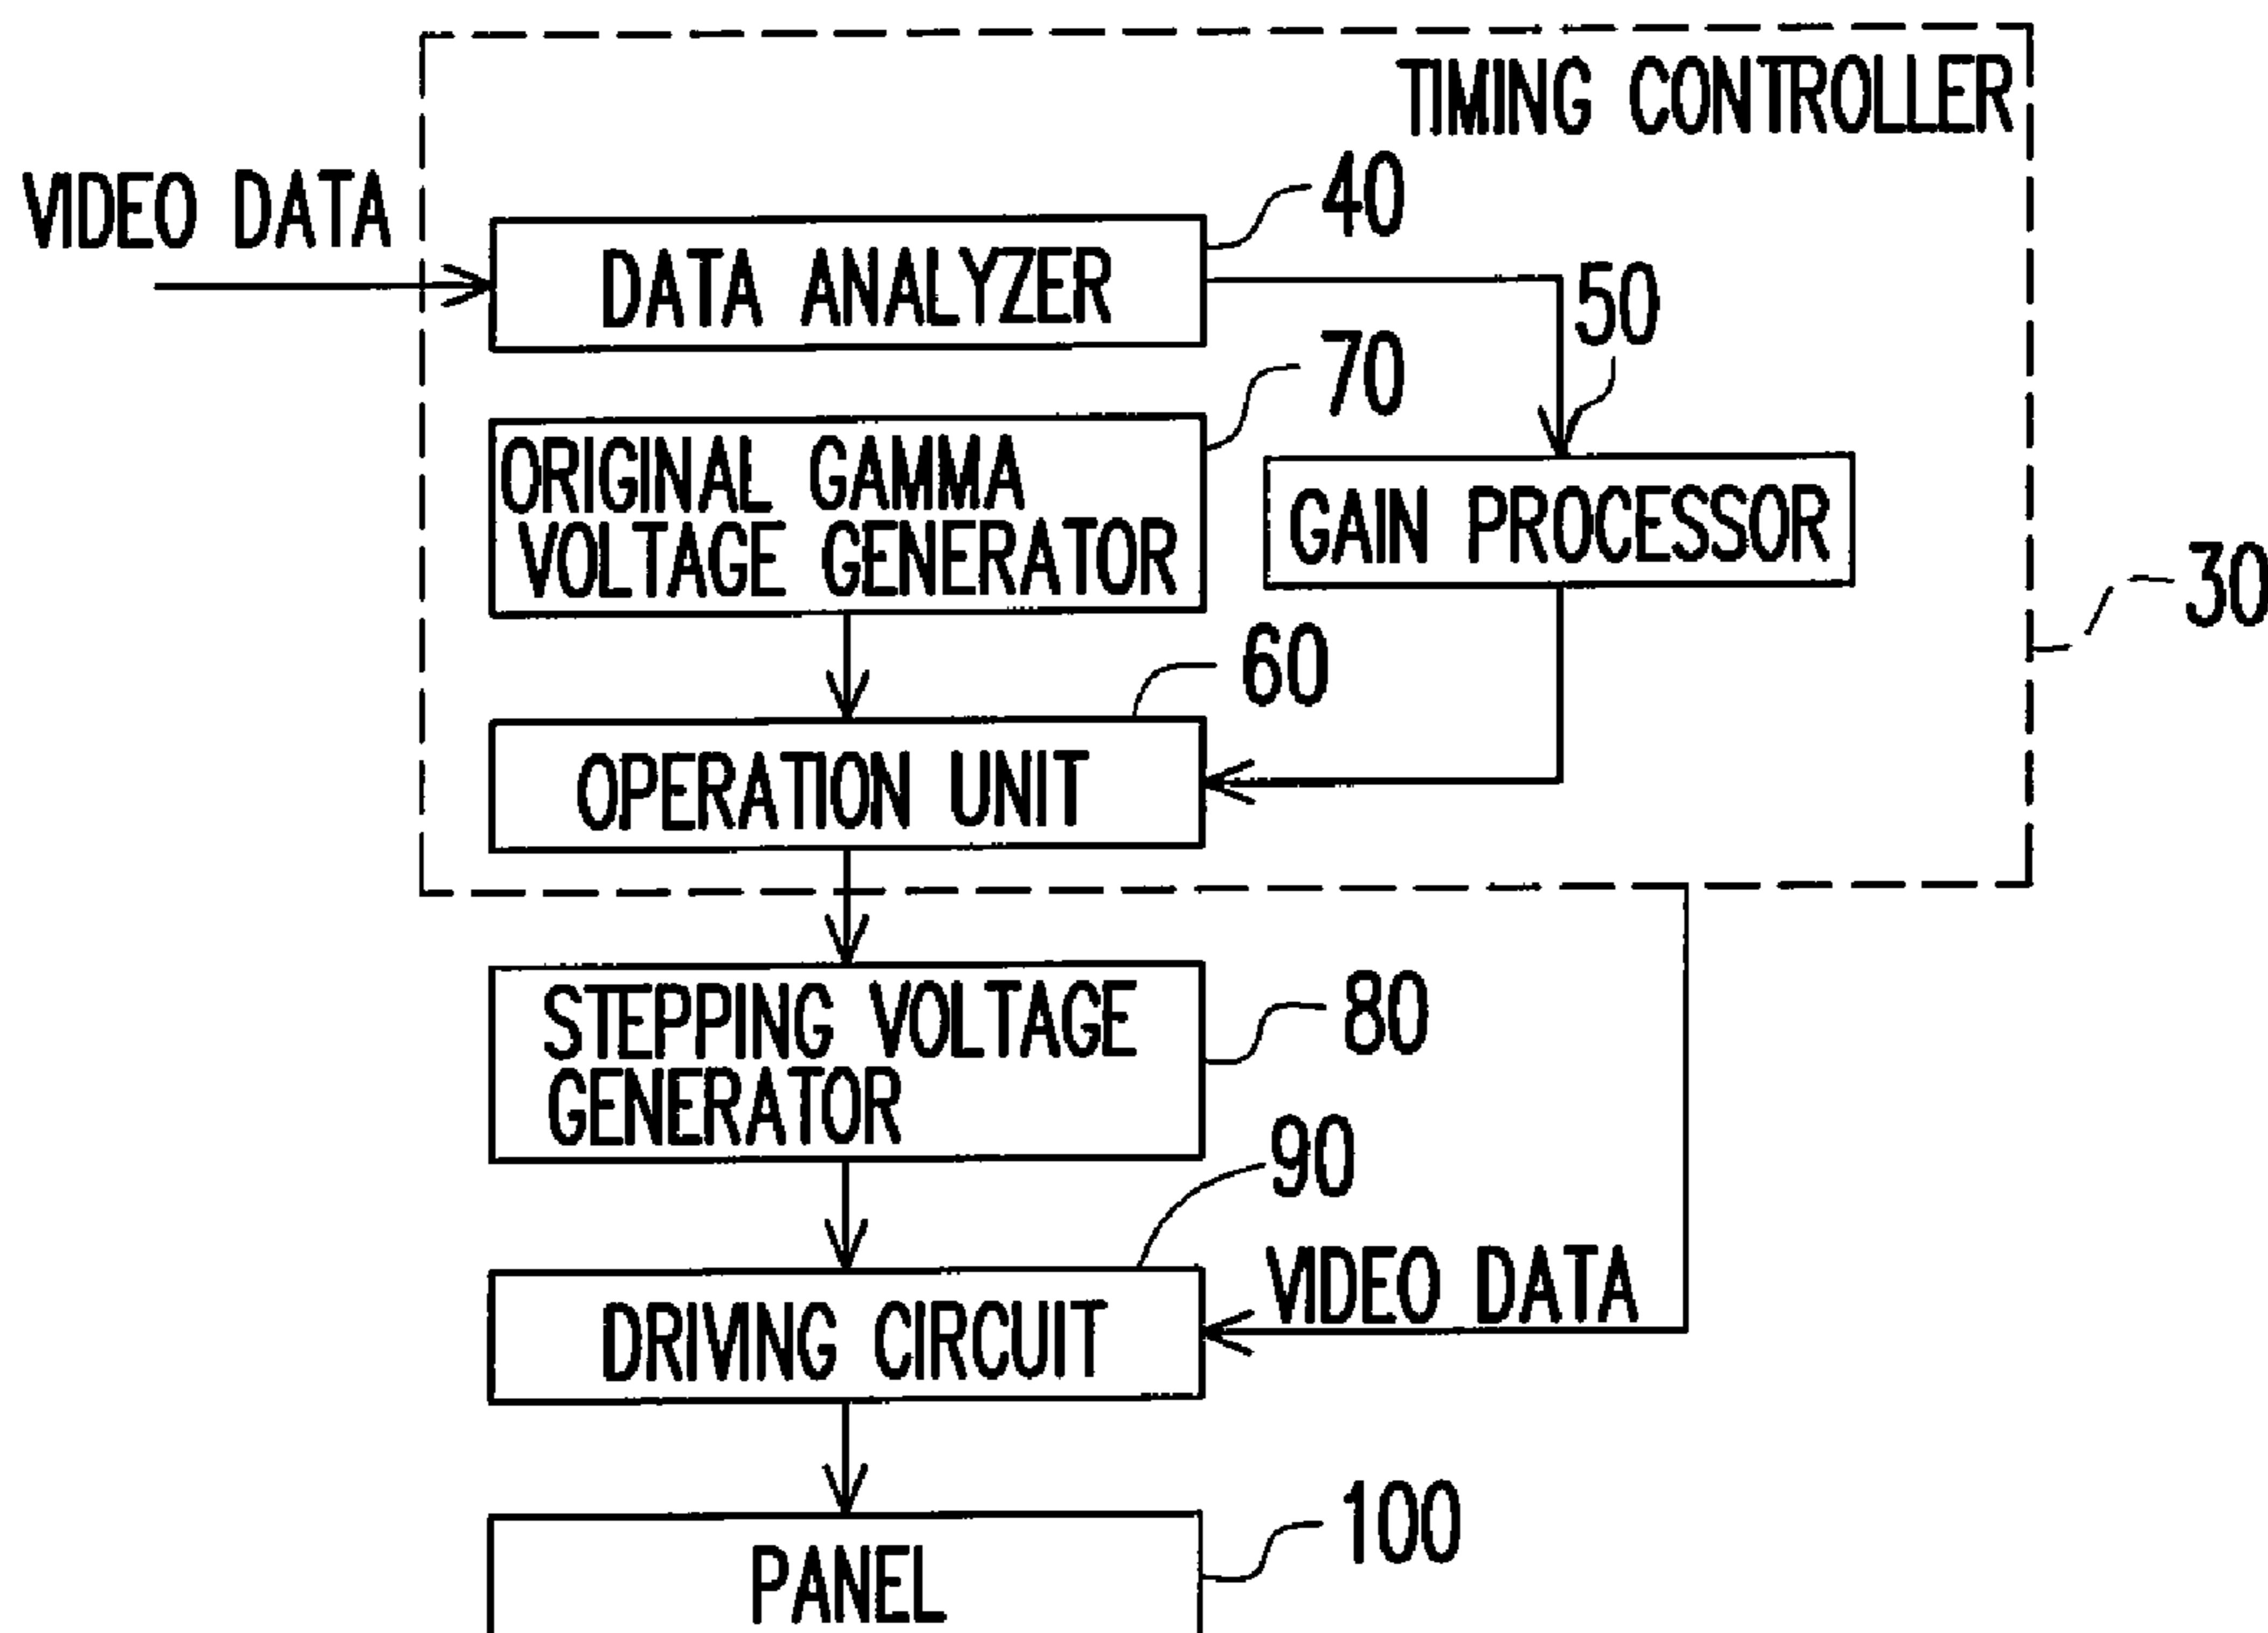 TIMING CONTROLLER
VIDEO DATA
40
DATA ANALYZER
50
70
ORIGINAL GAMMA
VOLTAGE GENERATOR
GAIN PROCESSOR
30
60
OPERATION UNIT
STEPPING VOLTAGE
GENERATOR
80
90
VIDEO DATA
DRIVING CIRCUIT
100
PANEL